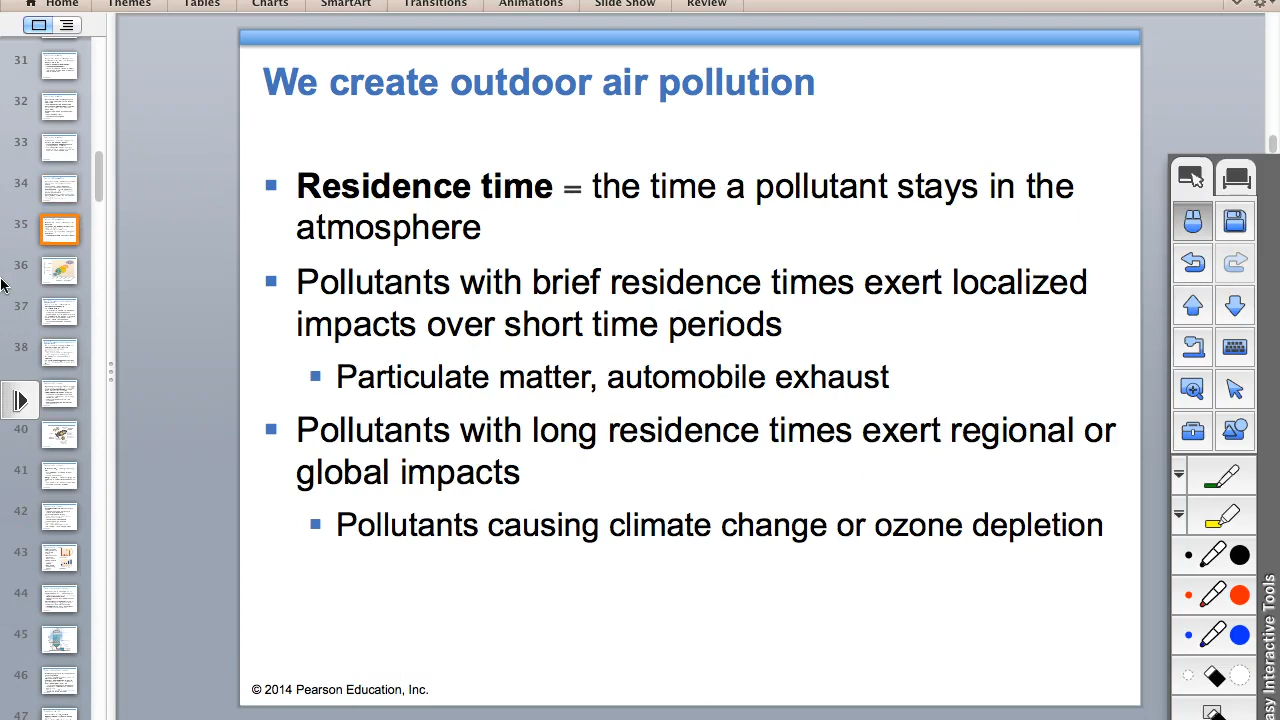 Home Themes Tables Charts SmartArt Transitions Animations Slide Show Review
31
32
33
34
35
36
37
38
40
41
42
43
44
45
46
47
We create outdoor air pollution
Residence time = the time a pollutant stays in the
atmosphere
Pollutants with brief residence times exert localized
impacts over short time periods
Particulate matter, automobile exhaust
Pollutants with long residence times exert regional or
global impacts
Pollutants causing climate change or ozone depletion
© 2014 Pearson Education, Inc.
Interactive Tools